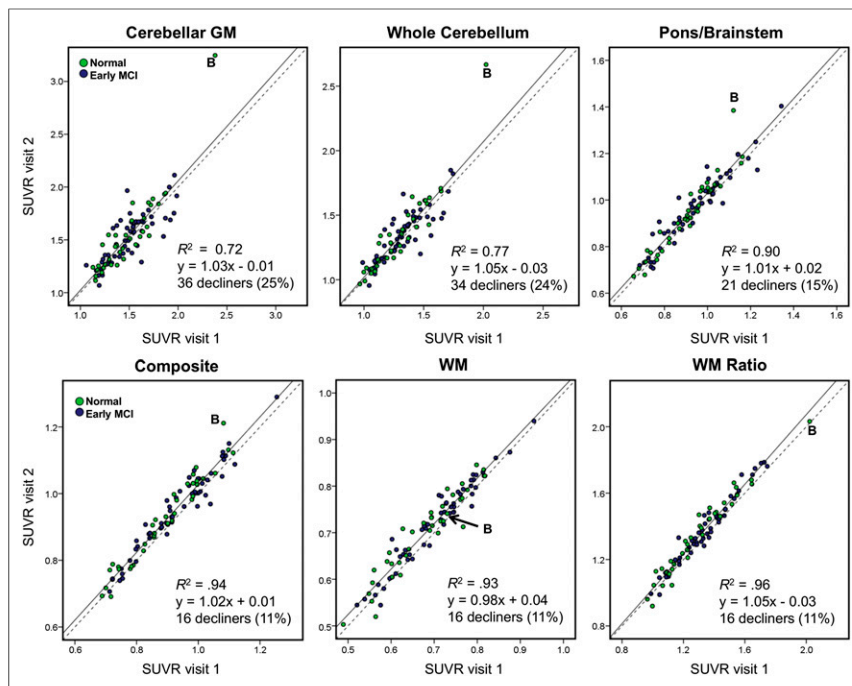 Cerebellar GM
Whole Cerebellum
Pons/Brainstem
Normal
Early MCI
B
B
B
SUVR visit 2
3.0
2.5
2.0
1.5
1.0
2.5
2.0
1.5
1.0
1.6
1.4
1.2
1.0
0.8
0.6
R² = 0.72
y = 1.03x - 0.01
36 decliners (25%)
R² = 0.77
y = 1.05x - 0.03
34 decliners (24%)
R² = 0.90
y = 1.01x + 0.02
21 decliners (15%)
1.0 1.5 2.0 2.5 3.0
1.0 1.5 2.0 2.5
0.6 0.8 1.0 1.2 1.4 1.6
SUVR visit 1
SUVR visit 1
SUVR visit 1
Composite
WM
WM Ratio
Normal
Early MCI
B
B
B
SUVR visit 2
1.2
1.0
0.8
0.6
1.0
0.9
0.8
0.7
0.6
0.5
2.0
1.6
1.2
0.8
R² = .94
y = 1.02x + 0.01
16 decliners (11%)
R² = .93
y = 0.98x + 0.04
16 decliners (11%)
R² = .96
y = 1.05x - 0.03
16 decliners (11%)
0.6 0.8 1.0 1.2
0.5 0.6 0.7 0.8 0.9 1.0
0.8 1.2 1.6 2.0
SUVR visit 1
SUVR visit 1
SUVR visit 1